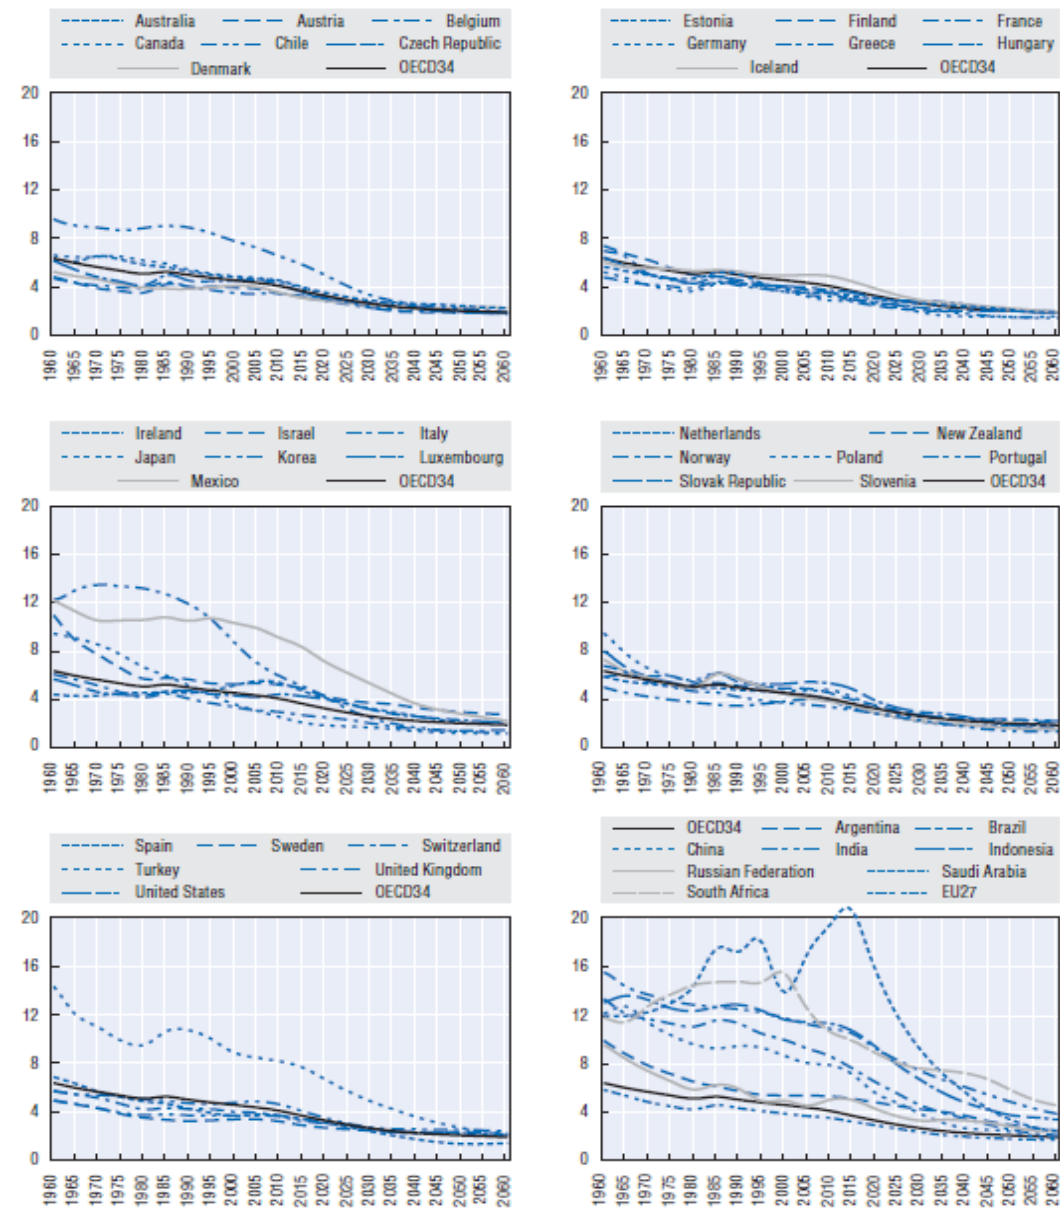 Australia Austria Belgium
Canada Chile Czech Republic
Denmark OECD34
20
16
12
8
4
0
1960 1965 1970 1975 1980 1985 1990 1995 2000 2005 2010 2015 2020 2025 2030 2035 2040 2045 2050 2055 2060
Estonia Finland France
Germany Greece Hungary
Iceland OECD34
20
16
12
8
4
0
1960 1965 1970 1975 1980 1985 1990 1995 2000 2005 2010 2015 2020 2025 2030 2035 2040 2045 2050 2055 2060
Ireland Israel Italy
Japan Korea Luxembourg
Mexico OECD34
20
16
12
8
4
0
1960 1965 1970 1975 1980 1985 1990 1995 2000 2005 2010 2015 2020 2025 2030 2035 2040 2045 2050 2055 2060
Netherlands New Zealand
Norway Poland Portugal
Slovak Republic Slovenia OECD34
20
16
12
8
4
0
1960 1965 1970 1975 1980 1985 1990 1995 2000 2005 2010 2015 2020 2025 2030 2035 2040 2045 2050 2055 2060
Spain Sweden Switzerland
Turkey United Kingdom
United States OECD34
20
16
12
8
4
0
1960 1965 1970 1975 1980 1985 1990 1995 2000 2005 2010 2015 2020 2025 2030 2035 2040 2045 2050 2055 2060
OECD34 Argentina Brazil
China India Indonesia
Russian Federation Saudi Arabia
South Africa EU27
20
16
12
8
4
0
1960 1965 1970 1975 1980 1985 1990 1995 2000 2005 2010 2015 2020 2025 2030 2035 2040 2045 2050 2055 2060